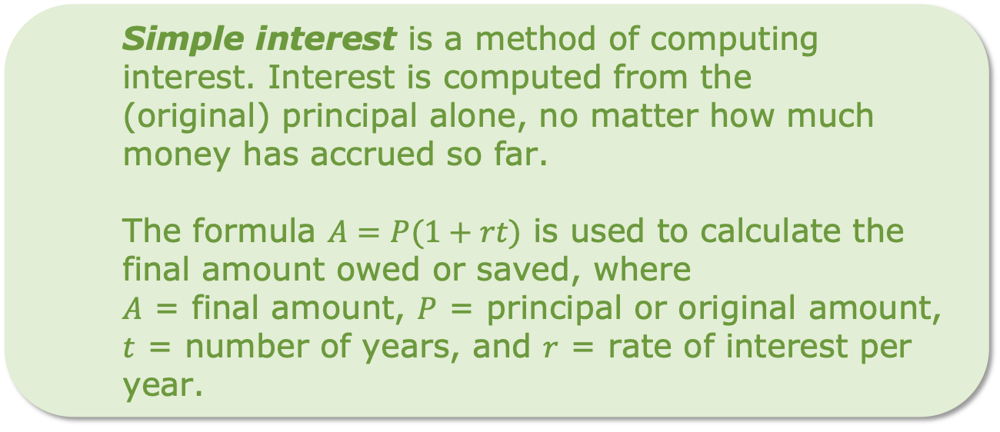 Simple interest is a method of computing
interest. Interest is computed from the
(original) principal alone, no matter how much
money has accrued so far.
The formula A = P(1 + rt) is used to calculate the
final amount owed or saved, where
A = final amount, P = principal or original amount,
t = number of years, and r = rate of interest per
year.